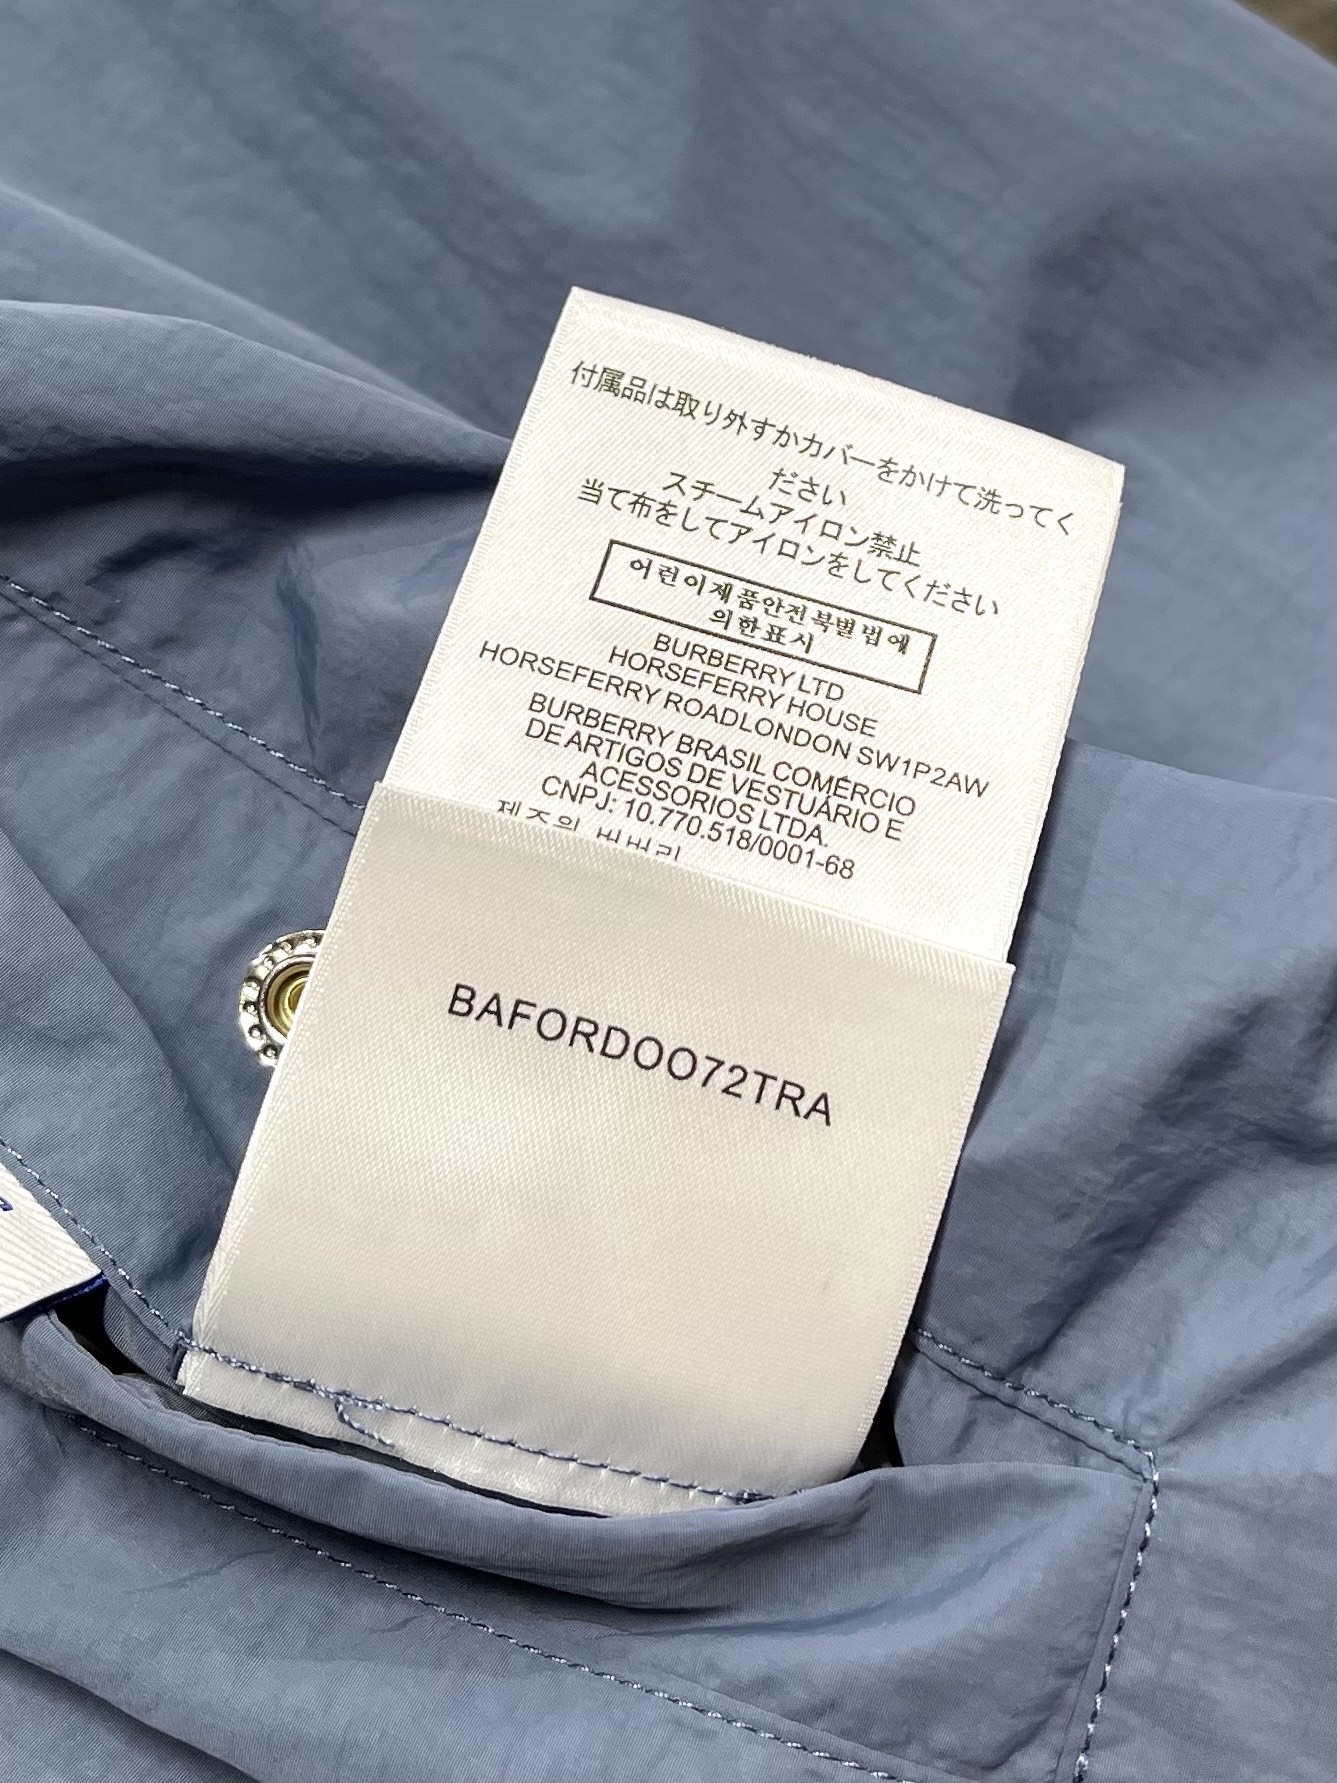 付属品は取り外すかカバーをかけて洗ってく
ださい
スチームアイロン禁止
当て布をしてアイロンをしてください
어린이제품안전북별법에
의한표시
BURBERRY LTD
HORSEFERRY HOUSE
HORSEFERRY ROADLONDON SW1P2AW
BURBERRY BRASIL COMÉRCIO
DE ARTIGOS DE VESTUÁRIO E
ACESSORIOS LTDA.
CNPJ: 10.770.518/0001-68
BAFORDOO72TRA